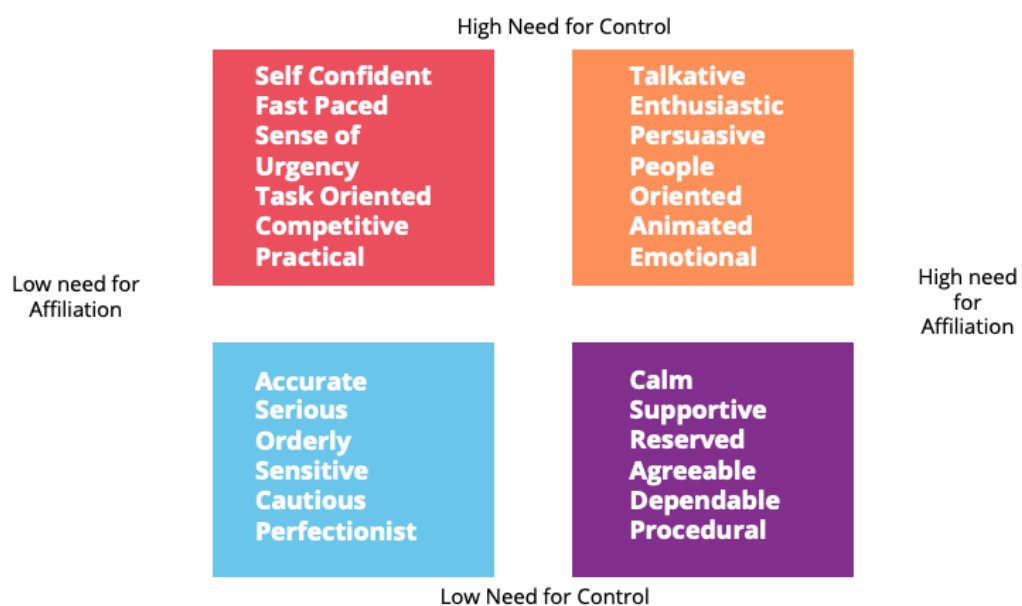 High Need for Control
Self Confident
Fast Paced
Sense of
Urgency
Task Oriented
Competitive
Practical
Talkative
Enthusiastic
Persuasive
People
Oriented
Animated
Emotional
Low need for
Affiliation
High need
for
Affiliation
Accurate
Serious
Orderly
Sensitive
Cautious
Perfectionist
Calm
Supportive
Reserved
Agreeable
Dependable
Procedural
Low Need for Control